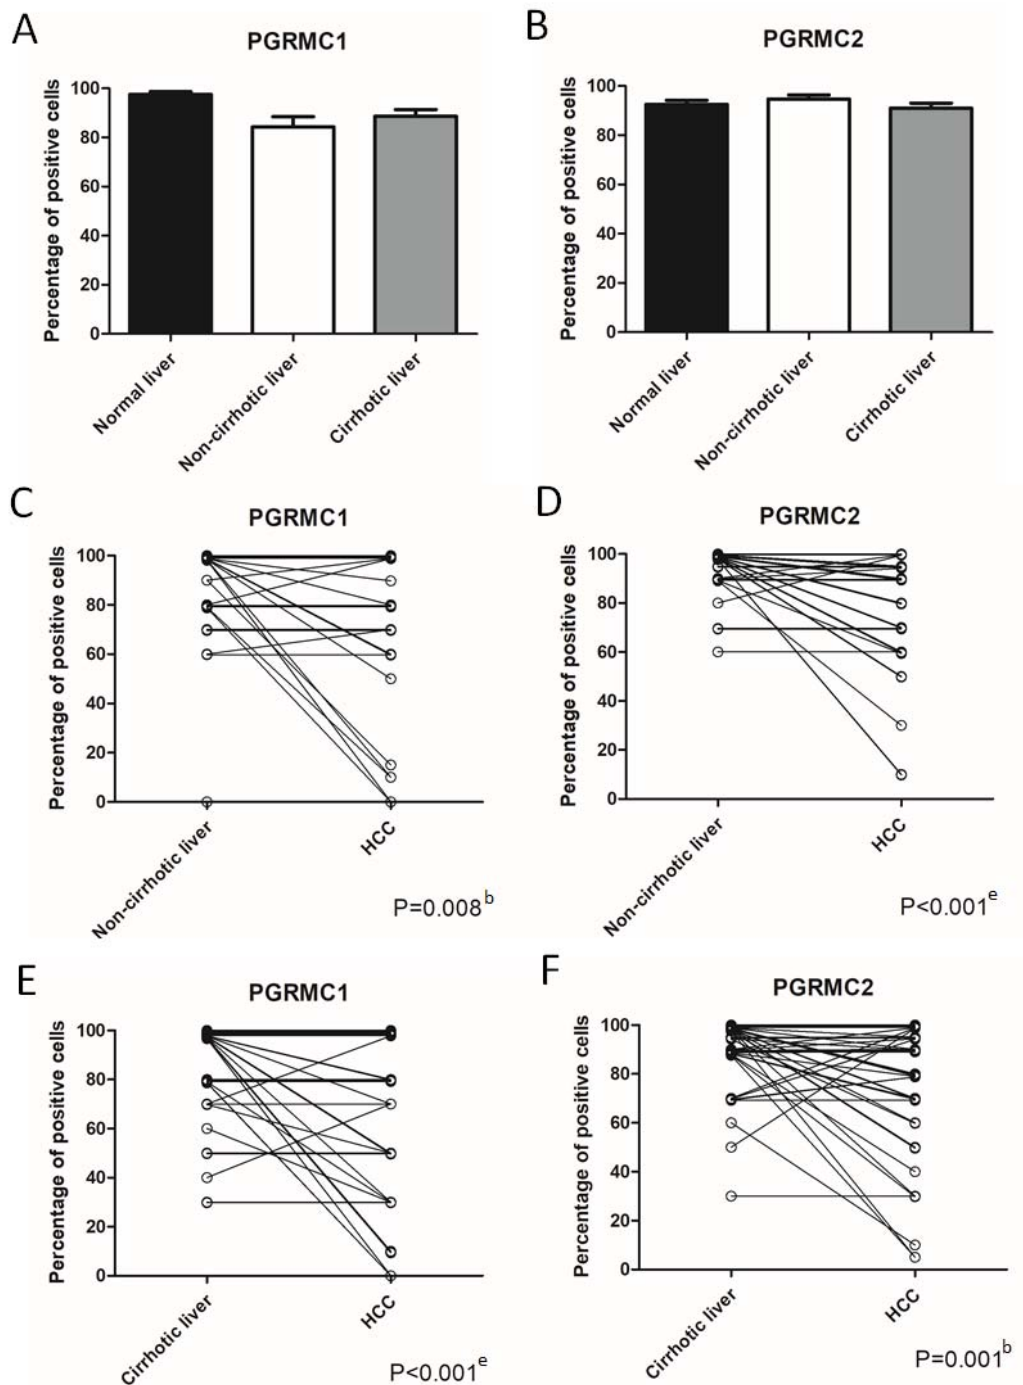 A
PGRMC1
Percentage of positive cells
100
80
60
40
20
0
Normal liver
Non-cirrhotic liver
Cirrhotic liver
B
PGRMC2
Percentage of positive cells
100
80
60
40
20
0
Normal liver
Non-cirrhotic liver
Cirrhotic liver
C
PGRMC1
Percentage of positive cells
100
80
60
40
20
0
Non-cirrhotic liver
HCC
P=0.008b
D
PGRMC2
Percentage of positive cells
100
80
60
40
20
0
Non-cirrhotic liver
HCC
P<0.001e
E
PGRMC1
Percentage of positive cells
100
80
60
40
20
0
Cirrhotic liver
HCC
P<0.001e
F
PGRMC2
Percentage of positive cells
100
80
60
40
20
0
Cirrhotic liver
HCC
P=0.001b